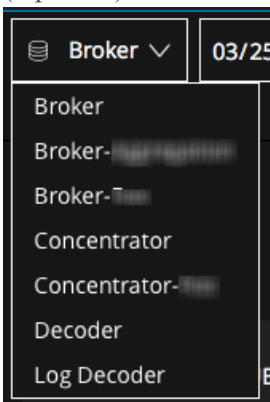 Broker
03/25
Broker
Broker-
Broker-
Concentrator
Concentrator-
Decoder
Log Decoder